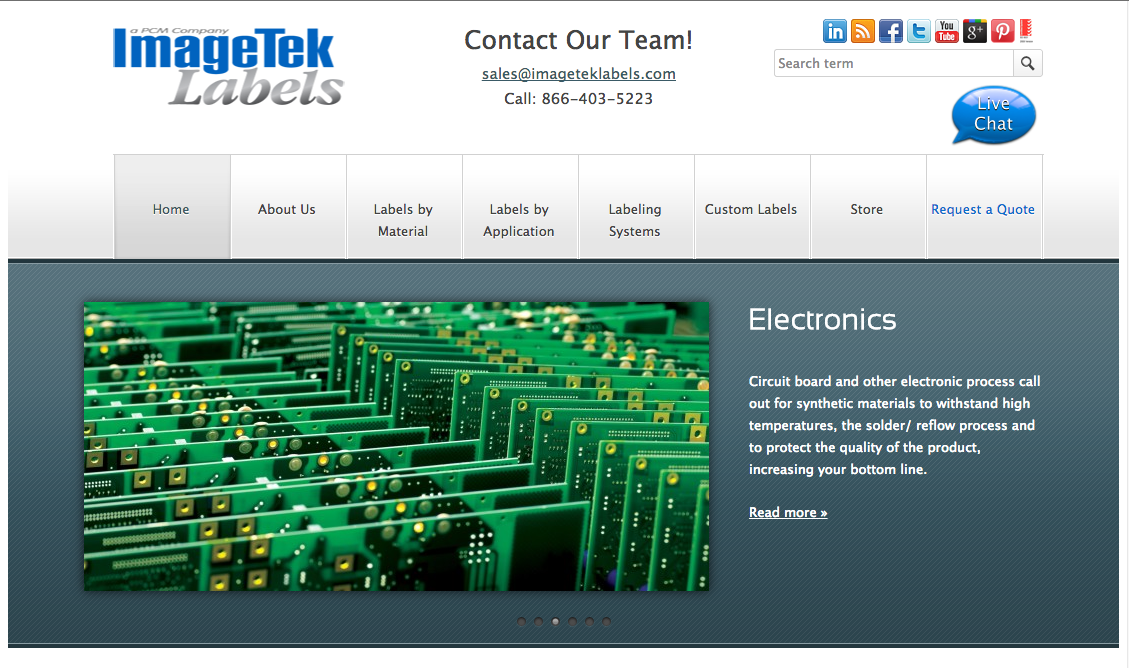 a PCM Company
ImageTek
Labels
Contact Our Team!
sales@imageteklabels.com
Call: 866-403-5223
in
f
t
You
Tube
g+
Search term
Live
Chat
Home
About Us
Labels by
Material
Labels by
Application
Labeling
Systems
Custom Labels
Store
Request a Quote
Electronics
Circuit board and other electronic process call
out for synthetic materials to withstand high
temperatures, the solder/ reflow process and
to protect the quality of the product,
increasing your bottom line.
Read more »